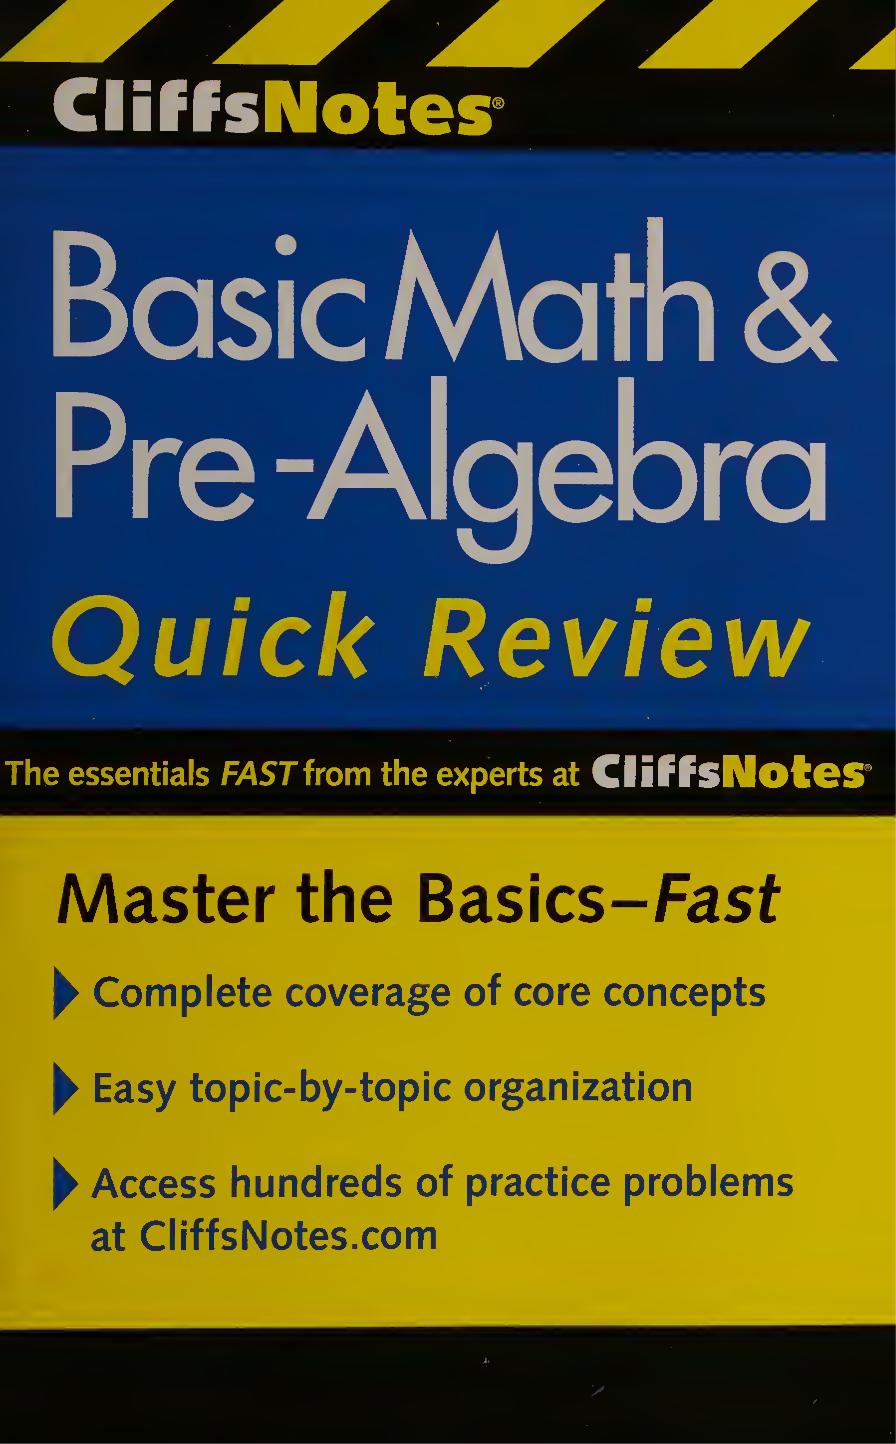 CliffsNotes®
Basic Math &
Pre-Algebra
Quick Review
The essentials FAST from the experts at CliffsNotes®
Master the Basics–Fast
Complete coverage of core concepts
Easy topic-by-topic organization
Access hundreds of practice problems
at CliffsNotes.com